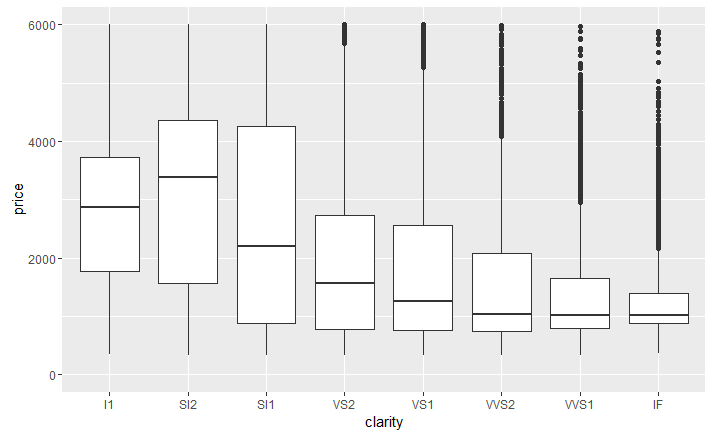 6000
4000
2000
0
price
I1 SI2 SI1 VS2 VS1 VVS2 VVS1 IF
clarity